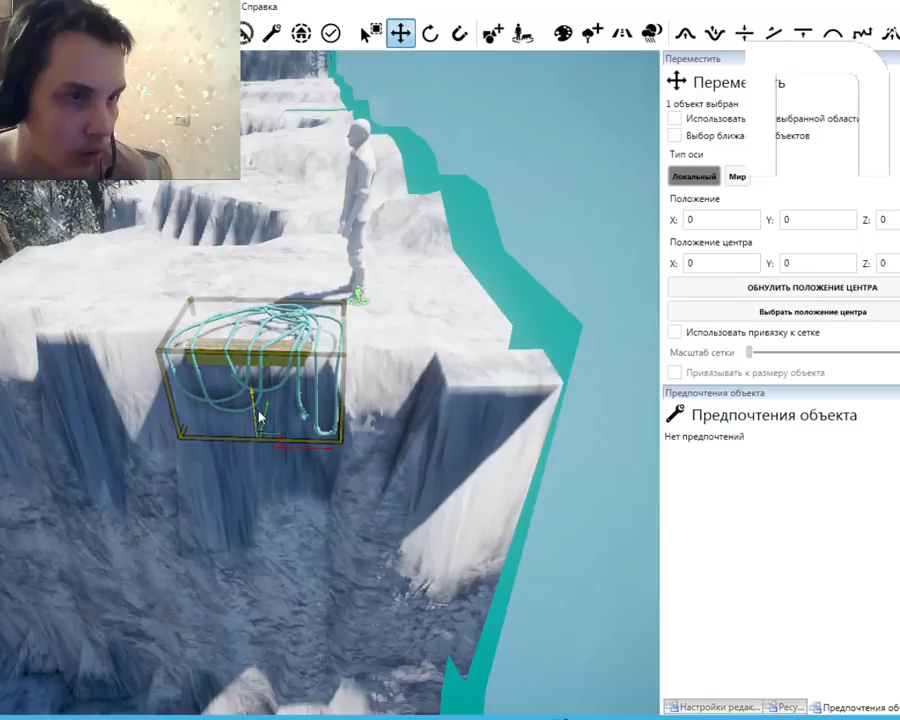 Справка
Переместить
Переме ть
1 объект выбран
Использовать выбранной области
Выбор ближа бъектов
Тип оси
Локальный Мир
Положение
X: 0 Y: 0 Z: 0
Положение центра
X: 0 Y: 0 Z: 0
ОБНУЛИТЬ ПОЛОЖЕНИЕ ЦЕНТРА
Выбрать положение центра
Использовать привязку к сетке
Масштаб сетки
Привязывать к размеру объекта
Предпочтения объекта
Предпочтения объекта
Нет предпочтений
Настройки редак... Ресу... Предпочтения об